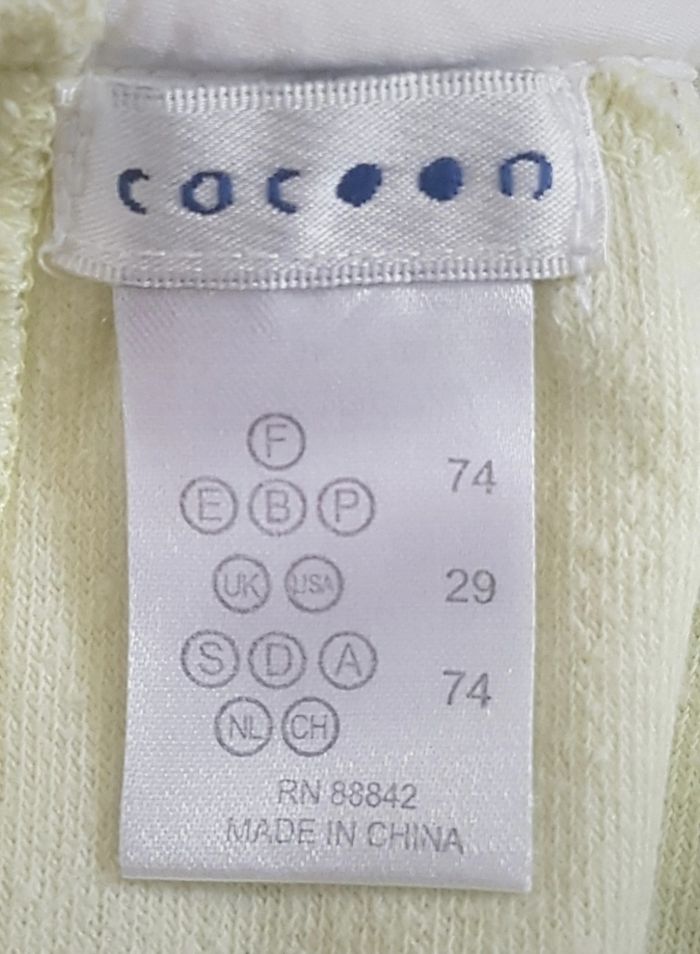 cocoon
F
E B P 74
UK USA 29
S D A 74
NL CH
RN 88842
MADE IN CHINA